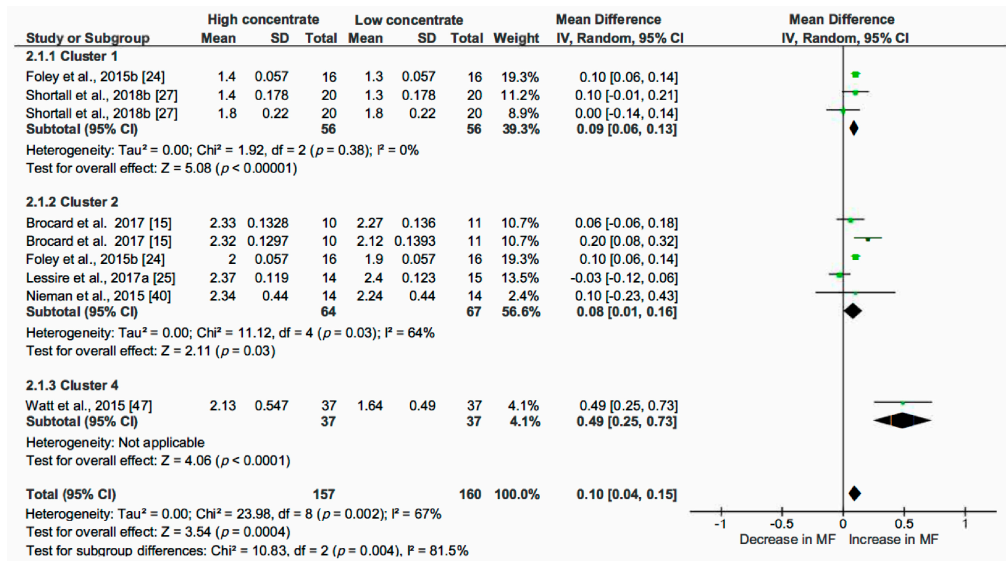 High concentrate Low concentrate Mean Difference Mean Difference
Study or Subgroup Mean SD Total Mean SD Total Weight IV, Random, 95% CI IV, Random, 95% CI
2.1.1 Cluster 1
Foley et al., 2015b [24] 1.4 0.057 16 1.3 0.057 16 19.3% 0.10 [0.06, 0.14]
Shortall et al., 2018b [27] 1.4 0.178 20 1.3 0.178 20 11.2% 0.10 [-0.01, 0.21]
Shortall et al., 2018b [27] 1.8 0.22 20 1.8 0.22 20 8.9% 0.00 [-0.14, 0.14]
Subtotal (95% CI) 56 56 39.3% 0.09 [0.06, 0.13]
Heterogeneity: Tau² = 0.00; Chi² = 1.92, df = 2 (p = 0.38); I² = 0%
Test for overall effect: Z = 5.08 (p < 0.00001)
2.1.2 Cluster 2
Brocard et al. 2017 [15] 2.33 0.1328 10 2.27 0.136 11 10.7% 0.06 [-0.06, 0.18]
Brocard et al. 2017 [15] 2.32 0.1297 10 2.12 0.1393 11 10.7% 0.20 [0.08, 0.32]
Foley et al., 2015b [24] 2 0.057 16 1.9 0.057 16 19.3% 0.10 [0.06, 0.14]
Lessire et al., 2017a [25] 2.37 0.119 14 2.4 0.123 15 13.5% -0.03 [-0.12, 0.06]
Nieman et al., 2015 [40] 2.34 0.44 14 2.24 0.44 14 2.4% 0.10 [-0.23, 0.43]
Subtotal (95% CI) 64 67 56.6% 0.08 [0.01, 0.16]
Heterogeneity: Tau² = 0.00; Chi² = 11.12, df = 4 (p = 0.03); I² = 64%
Test for overall effect: Z = 2.11 (p = 0.03)
2.1.3 Cluster 4
Watt et al., 2015 [47] 2.13 0.547 37 1.64 0.49 37 4.1% 0.49 [0.25, 0.73]
Subtotal (95% CI) 37 37 4.1% 0.49 [0.25, 0.73]
Heterogeneity: Not applicable
Test for overall effect: Z = 4.06 (p < 0.0001)
Total (95% CI) 157 160 100.0% 0.10 [0.04, 0.15]
Heterogeneity: Tau² = 0.00; Chi² = 23.98, df = 8 (p = 0.002); I² = 67%
Test for overall effect: Z = 3.54 (p = 0.0004)
Test for subgroup differences: Chi² = 10.83, df = 2 (p = 0.004), I² = 81.5%
-1 -0.5 0 0.5 1
Decrease in MF Increase in MF